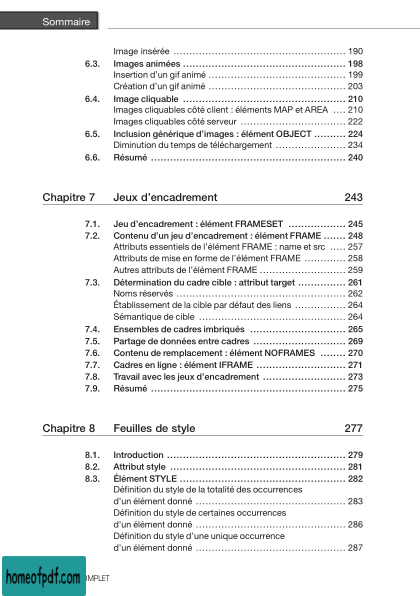 Sommaire
Image insérée .......... 190
6.3. Images animées .......... 198
Insertion d'un gif animé .......... 199
Création d'un gif animé .......... 203
6.4. Image cliquable .......... 210
Images cliquables côté client : éléments MAP et AREA .... 210
Images cliquables côté serveur .......... 222
6.5. Inclusion générique d'images : élément OBJECT .......... 224
Diminution du temps de téléchargement .......... 234
6.6. Résumé .......... 240
Chapitre 7 Jeux d'encadrement 243
7.1. Jeu d'encadrement : élément FRAMESET .......... 245
7.2. Contenu d'un jeu d'encadrement : élément FRAME ....... 248
Attributs essentiels de l'élément FRAME : name et src ..... 257
Attributs de mise en forme de l'élément FRAME .......... 258
Autres attributs de l'élément FRAME .......... 259
7.3. Détermination du cadre cible : attribut target .......... 261
Noms réservés .......... 262
Établissement de la cible par défaut des liens .......... 264
Sémantique de cible .......... 264
7.4. Ensembles de cadres imbriqués .......... 265
7.5. Partage de données entre cadres .......... 269
7.6. Contenu de remplacement : élément NOFRAMES ........ 270
7.7. Cadres en ligne : élément IFRAME .......... 271
7.8. Travail avec les jeux d'encadrement .......... 273
7.9. Résumé .......... 275
Chapitre 8 Feuilles de style 277
8.1. Introduction .......... 279
8.2. Attribut style .......... 281
8.3. Élément STYLE .......... 282
Définition du style de la totalité des occurrences
d'un élément donné .......... 283
Définition du style de certaines occurrences
d'un élément donné .......... 286
Définition du style d'une unique occurrence
d'un élément donné .......... 287
homeofpdf.com IMPLET